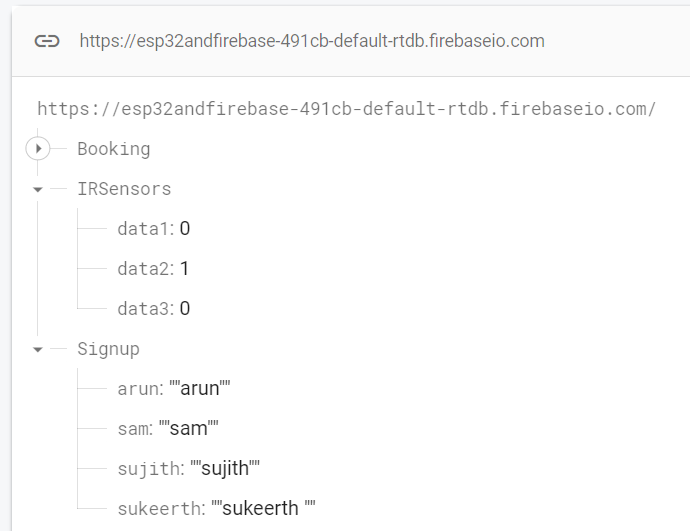 https://esp32andfirebase-491cb-default-rtdb.firebaseio.com
https://esp32andfirebase-491cb-default-rtdb.firebaseio.com/
Booking
IRSensors
data1: 0
data2: 1
data3: 0
Signup
arun: ""arun""
sam: ""sam""
sujith: ""sujith""
sukeerth: ""sukeerth ""